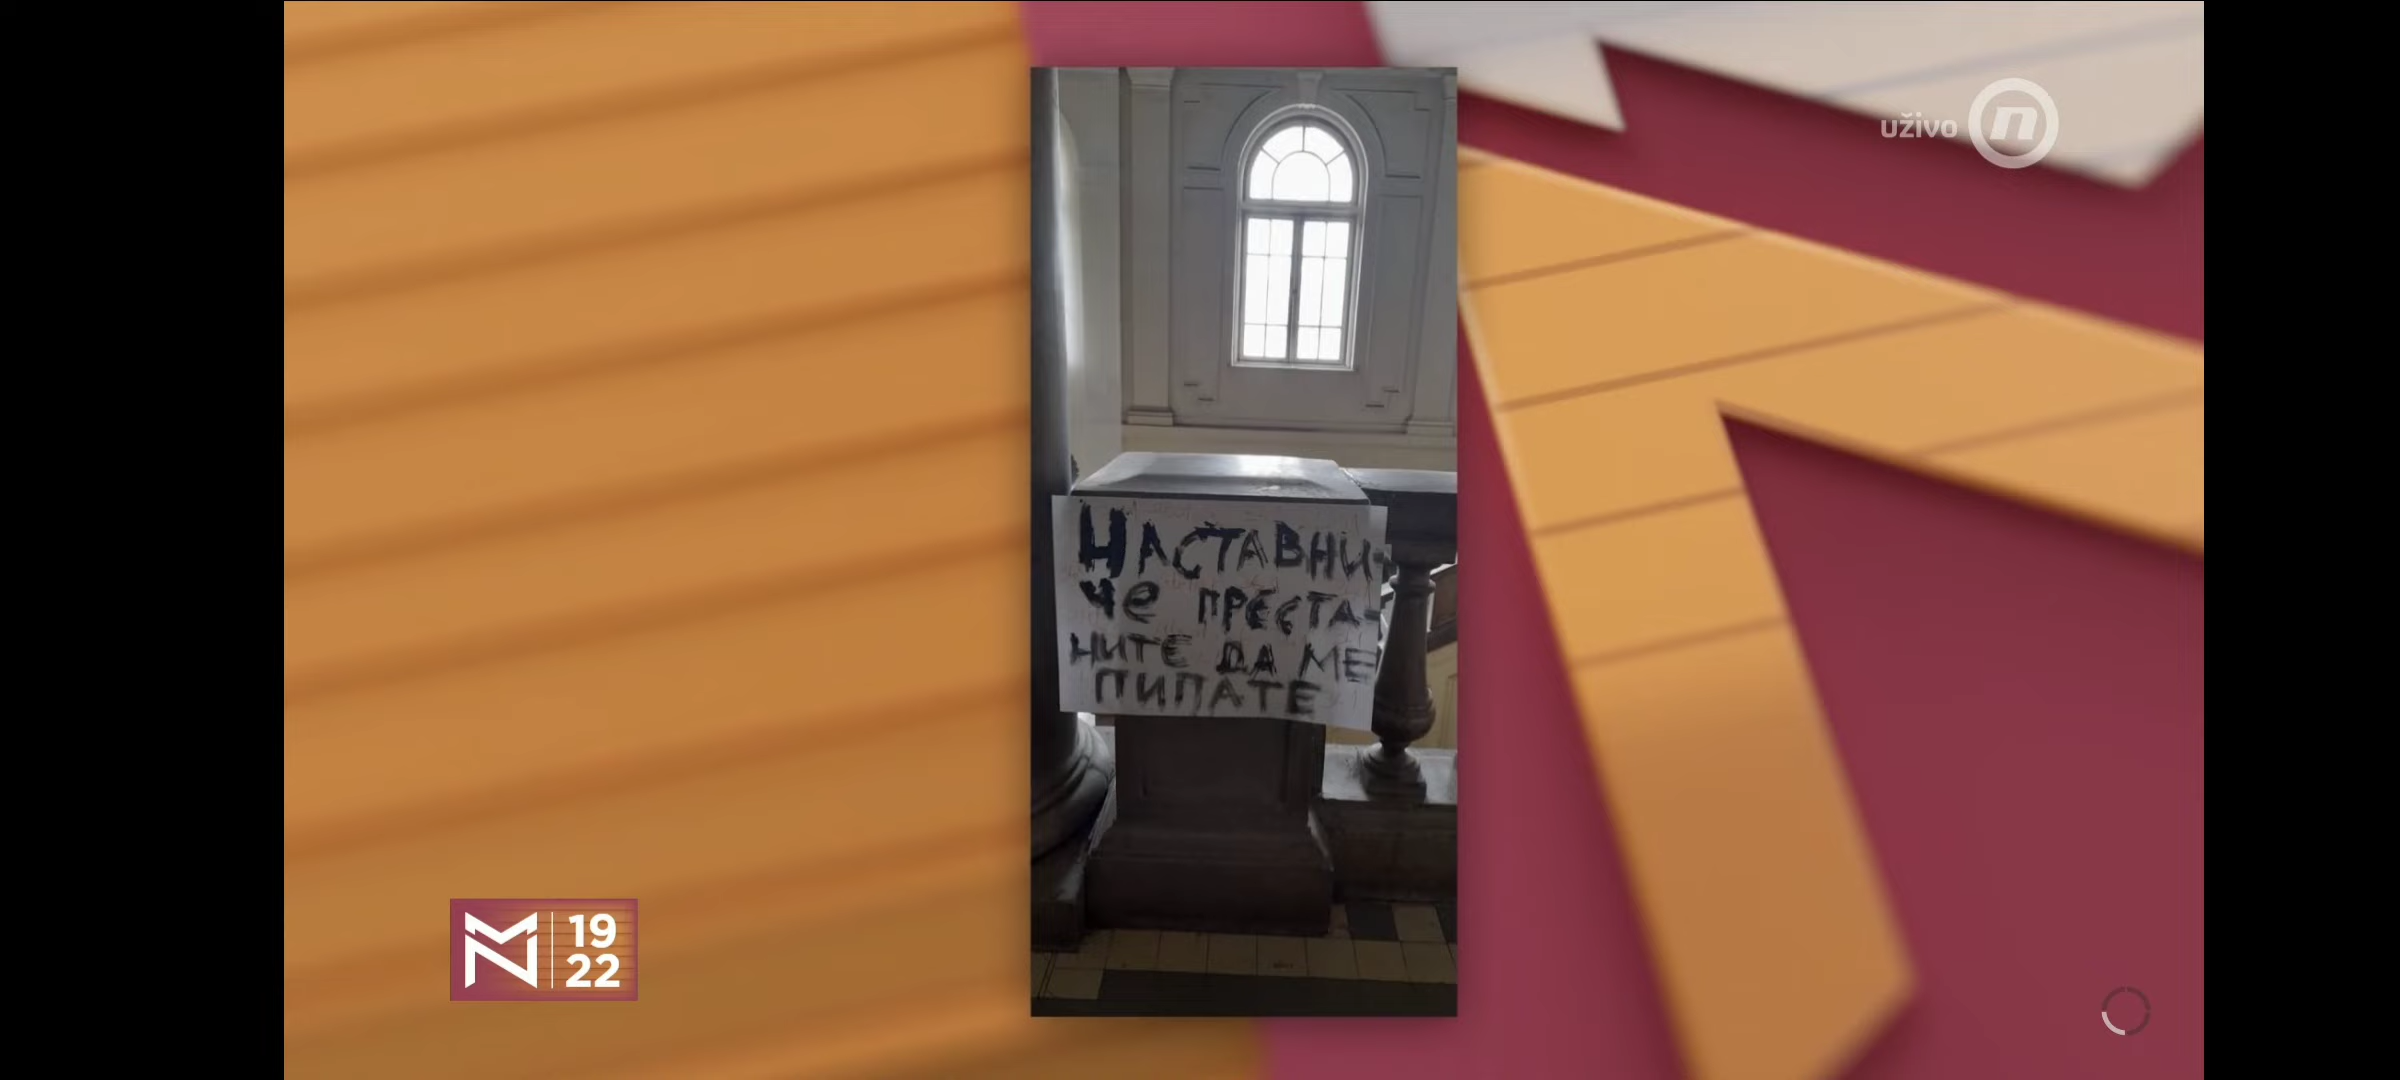 uživo
n
НАСТАВНИ-
че ПРЕСТА-
НИТЕ ДА МЕ
ПИПАТЕ
19
22